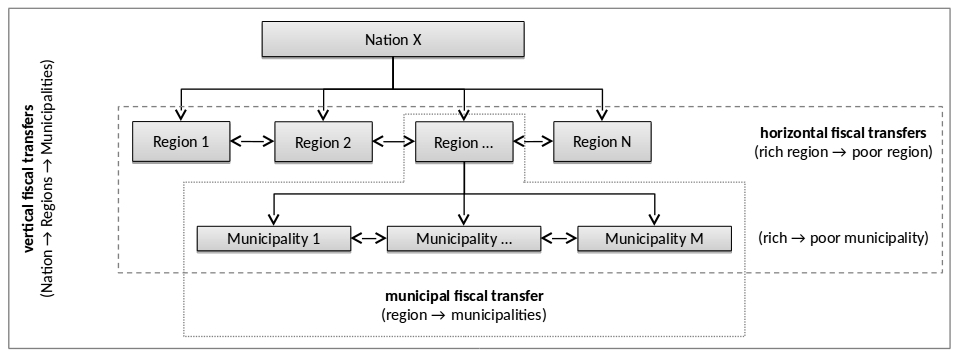 Nation X
vertical fiscal transfers
(Nation → Regions → Municipalities)
Region 1
Region 2
Region ...
Region N
horizontal fiscal transfers
(rich region → poor region)
Municipality 1
Municipality ...
Municipality M
(rich → poor municipality)
municipal fiscal transfer
(region → municipalities)